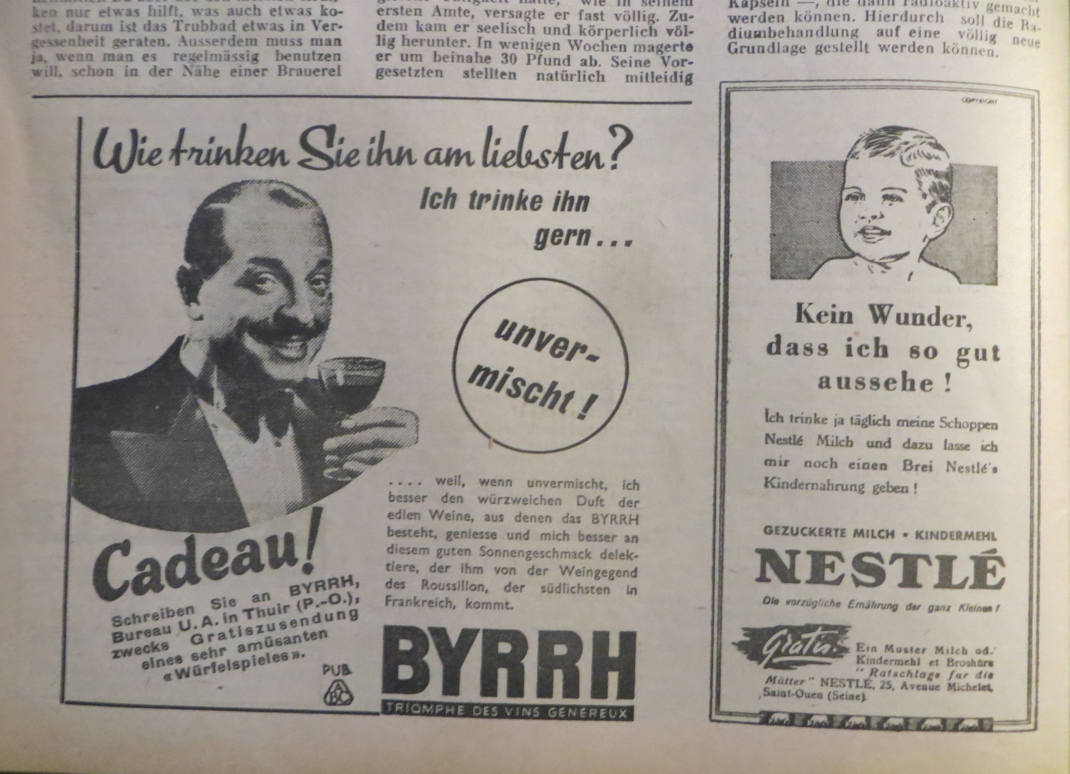 ken nur etwas hilft, was auch etwas ko-
stet, darum ist das Trubbad etwas in Ver-
gessenheit geraten. Ausserdem muss man
ja, wenn man es regelmässig benutzen
will, schon in der Nähe einer Brauerei
ersten Amte, versagte er fast völlig. Zu-
dem kam er seelisch und körperlich völ-
lig herunter. In wenigen Wochen magerte
er um beinahe 30 Pfund ab. Seine Vor-
gesetzten stellten natürlich mitleidig
Kapseln —, die dann radioaktiv gemacht
werden können. Hierdurch soll die Ra-
diumbehandlung auf eine völlig neue
Grundlage gestellt werden können.
Wie trinken Sie ihn am liebsten?
Ich trinke ihn
gern...
unver-
mischt!
.... weil, wenn unvermischt, ich
besser den würzweichen Duft der
edlen Weine, aus denen das BYRRH
besteht, geniesse und mich besser an
diesem guten Sonnengeschmack delek-
tiere, der ihm von der Weingegend
des Roussillon, der südlichsten in
Frankreich, kommt.
Cadeau!
Schreiben Sie an BYRRH,
Bureau U. A. in Thuir (P.-O.),
zwecks Gratiszusendung
eines sehr amüsanten
«Würfelspieles».
PUB
ABC
BYRRH
TRIOMPHE DES VINS GÉNÉREUX
COPYRIGHT
Kein Wunder,
dass ich so gut
aussehe !
Ich trinke ja täglich meine Schoppen
Nestlé Milch und dazu lasse ich
mir noch einen Brei Nestlé's
Kindernahrung geben !
GEZUCKERTE MILCH • KINDERMEHL
NESTLÉ
Die vorzügliche Ernährung der ganz Kleinen !
Gratis.
Ein Muster Milch od.
Kindermehl et Broshüre
" Ratschlage fur die
Mütter " NESTLÉ, 25, Avenue Michelet,
Saint-Ouen (Seine).